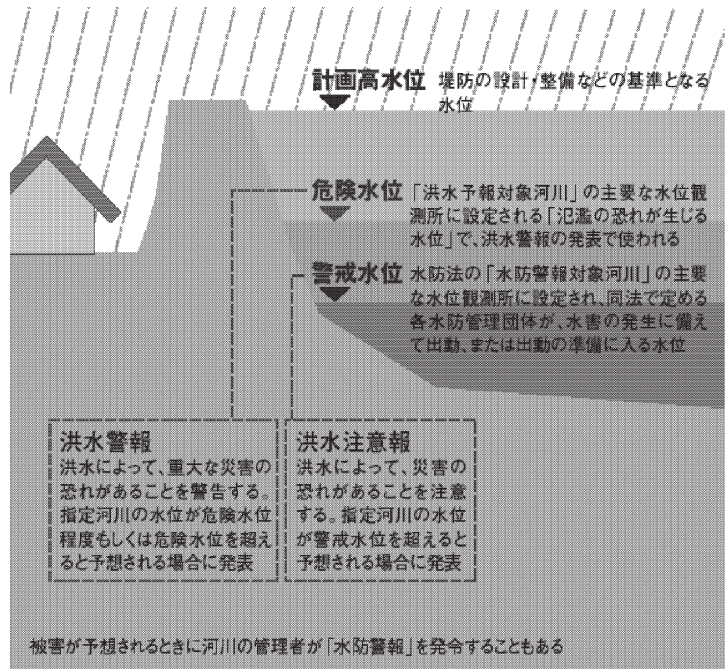 計画高水位 堤防の設計・整備などの基準となる
水位
危険水位 「洪水予報対象河川」の主要な水位観
測所に設定される「氾濫の恐れが生じる
水位」で、洪水警報の発表で使われる
警戒水位 水防法の「水防警報対象河川」の主要
な水位観測所に設定され、同法で定める
各水防管理団体が、水害の発生に備え
て出動、または出動の準備に入る水位
洪水警報
洪水によって、重大な災害の
恐れがあることを警告する。
指定河川の水位が危険水位
程度もしくは危険水位を超え
ると予想される場合に発表
洪水注意報
洪水によって、災害の
恐れがあることを注意
する。指定河川の水位
が警戒水位を超えると
予想される場合に発表
被害が予想されるときに河川の管理者が「水防警報」を発令することもある